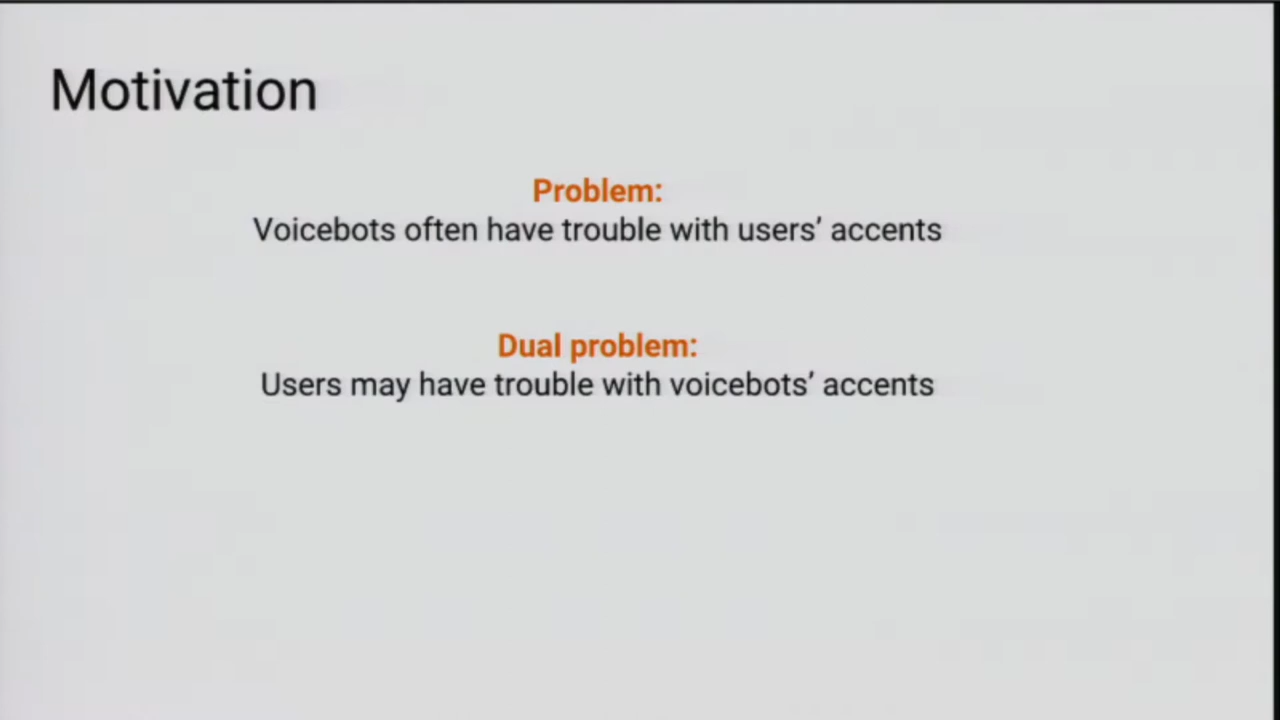 Motivation
Problem:
Voicebots often have trouble with users’ accents
Dual problem:
Users may have trouble with voicebots’ accents